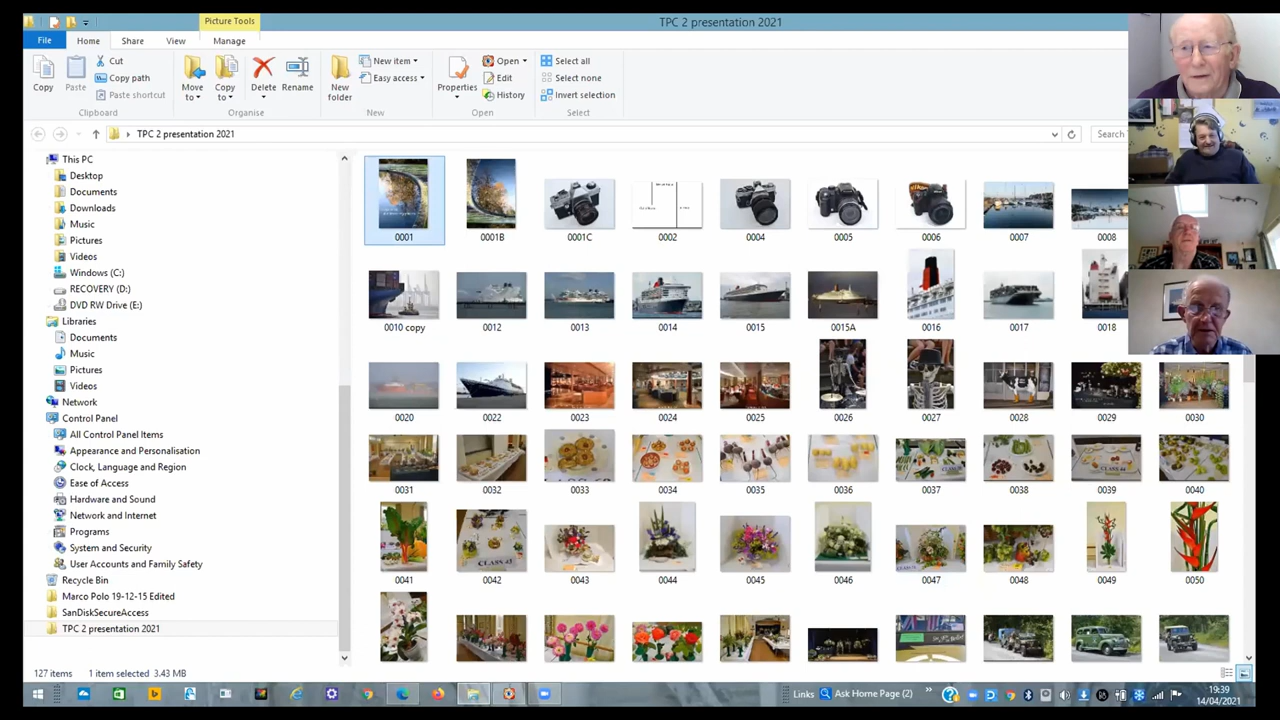 Picture Tools
TPC 2 presentation 2021
File
Home
Share
View
Manage
Copy
Paste
Cut
Copy path
Paste shortcut
Clipboard
Move to
Copy to
Delete
Rename
Organise
New folder
New item
Easy access
New
Properties
Open
Edit
History
Open
Select all
Select none
Invert selection
Select
TPC 2 presentation 2021
Search
This PC
Desktop
Documents
Downloads
Music
Pictures
Videos
Windows (C:)
RECOVERY (D:)
DVD RW Drive (E:)
Libraries
Documents
Music
Pictures
Videos
Network
Control Panel
All Control Panel Items
Appearance and Personalisation
Clock, Language and Region
Ease of Access
Hardware and Sound
Network and Internet
Programs
System and Security
User Accounts and Family Safety
Recycle Bin
Marco Polo 19-12-15 Edited
SanDiskSecureAccess
TPC 2 presentation 2021
0001 0001B 0001C 0002 0004 0005 0006 0007 0008
0010 copy 0012 0013 0014 0015 0015A 0016 0017 0018
0020 0022 0023 0024 0025 0026 0027 0028 0029 0030
0031 0032 0033 0034 0035 0036 0037 0038 0039 0040
CLASS 44
0041 0042 0043 0044 0045 0046 0047 0048 0049 0050
127 items 1 item selected 3.43 MB
Links Ask Home Page (2) » 19:39
14/04/2021